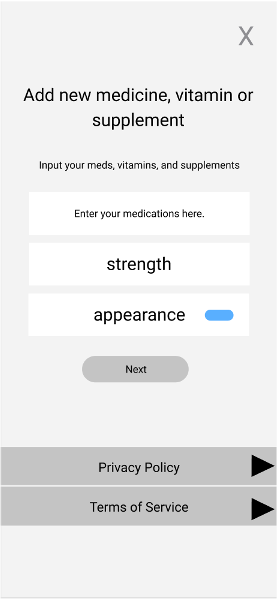 X
Add new medicine, vitamin or
supplement
Input your meds, vitamins, and supplements
Enter your medications here.
strength
appearance
Next
Privacy Policy
Terms of Service